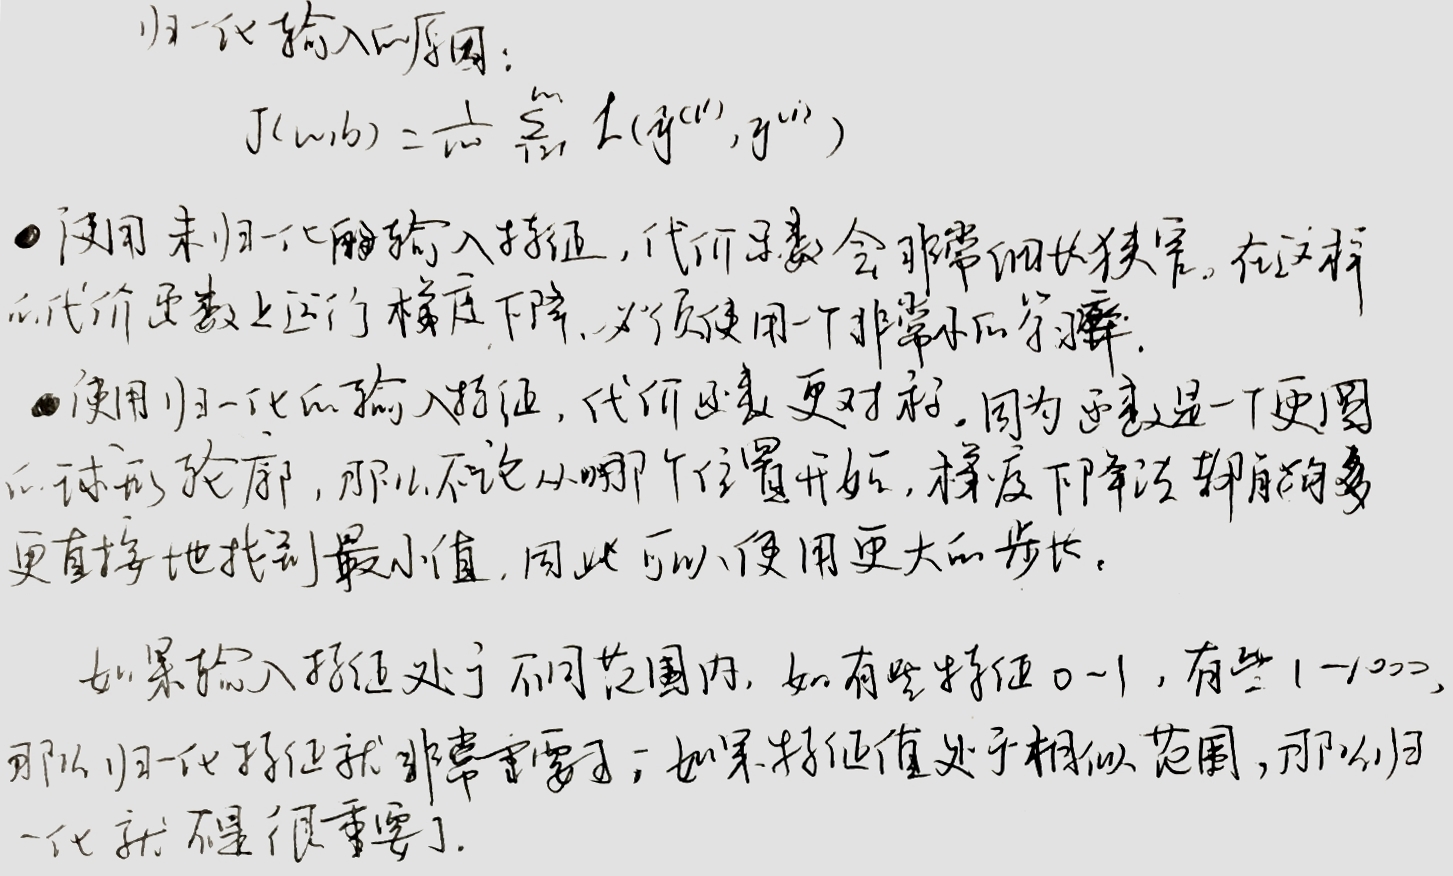 归一化输入的原因:
J(w,b) = 1/m ∑_{i=1}^{m} L(ŷ^{(i)}, y^{(i)})
● 使用未归一化的输入特征,代价函数会非常细长狭窄。在这样
的代价函数上运行梯度下降,必须使用一个非常小的学习率.
● 使用归一化的输入特征,代价函数更对称。因为函数是一个更圆
的球形轮廓,那么不论从哪个位置开始,梯度下降法都能够
更直接地找到最小值,因此可以使用更大的步长。
如果输入特征处于不同范围内,如有些特征0~1,有些1-1000,
那么归一化特征就非常重要了;如果特征值处于相似范围,那么归
一化就不是很重要了.